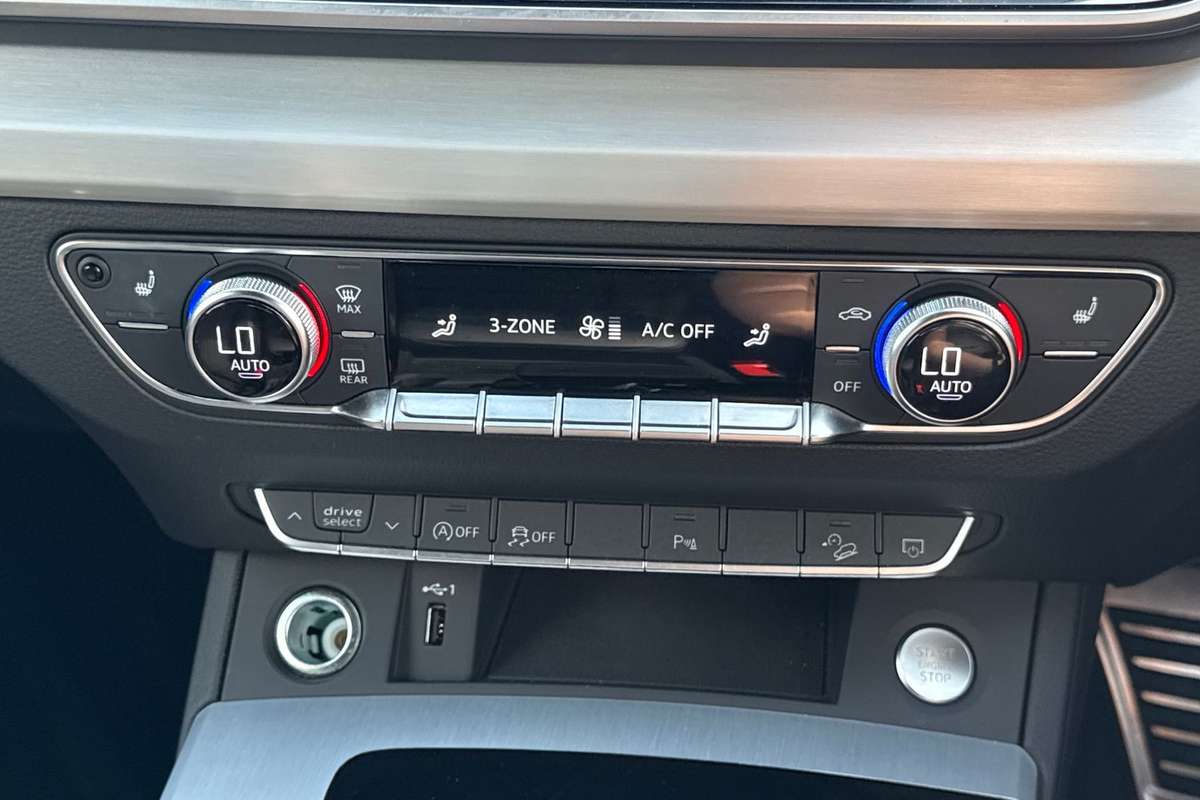 LO
AUTO
MAX
REAR
3-ZONE
A/C OFF
OFF
LO
AUTO
drive
select
A OFF
OFF
P
1
START
ENGINE
STOP